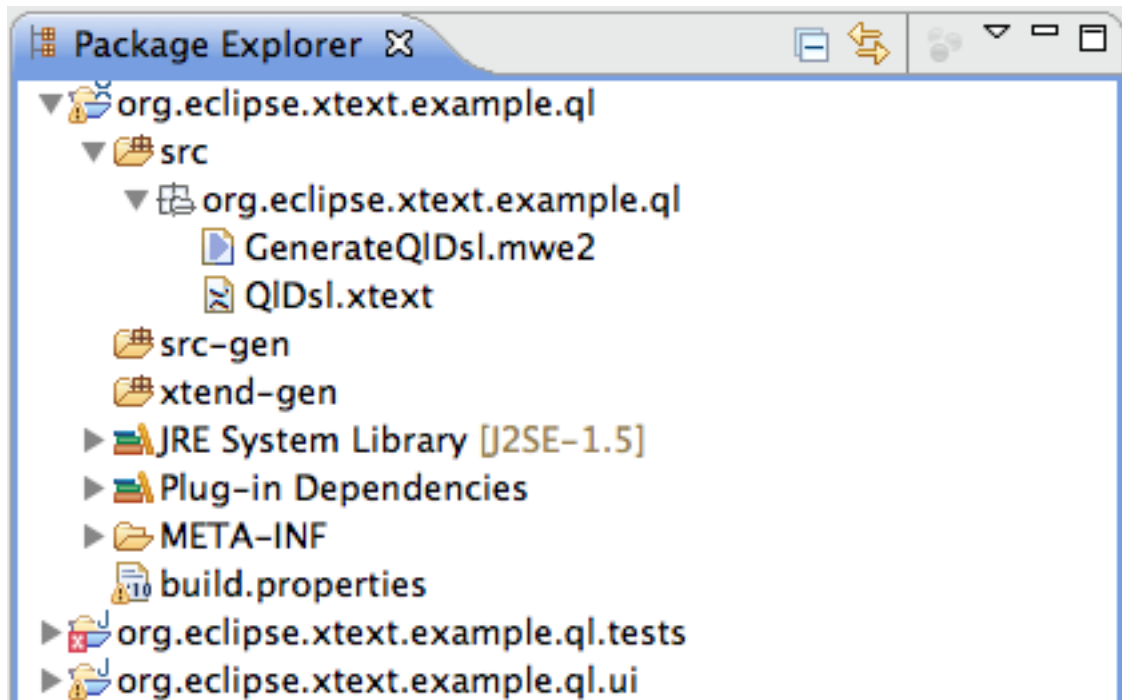 Package Explorer
org.eclipse.xtext.example.ql
src
org.eclipse.xtext.example.ql
GenerateQlDsl.mwe2
QlDsl.xtext
src-gen
xtend-gen
JRE System Library [J2SE-1.5]
Plug-in Dependencies
META-INF
build.properties
org.eclipse.xtext.example.ql.tests
org.eclipse.xtext.example.ql.ui